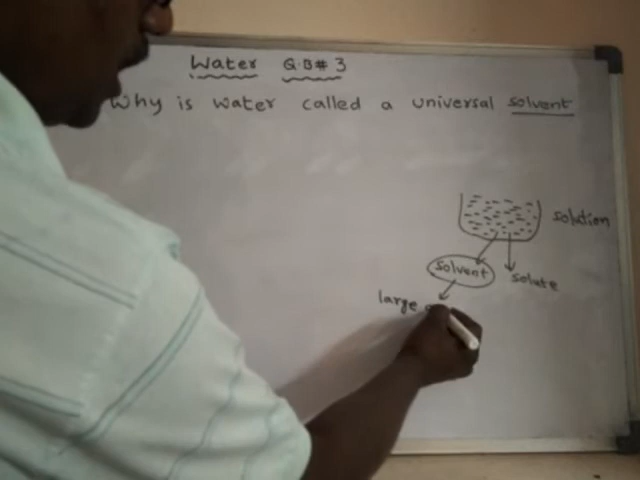 Water Q.B# 3
Why is water called a universal solvent
solution
solvent
solute
large